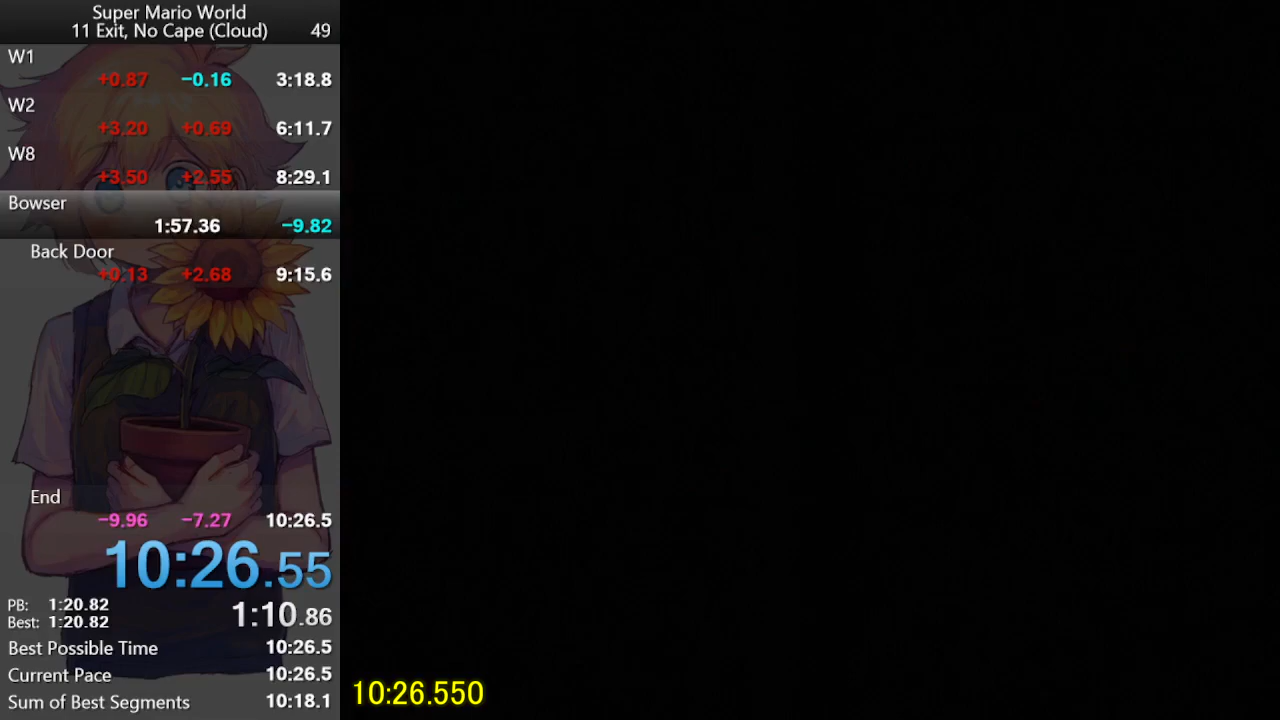 Super Mario World
11 Exit, No Cape (Cloud) 49
W1
+0.87 −0.16 3:18.8
W2
+3.20 +0.69 6:11.7
W8
+3.50 +2.55 8:29.1
Bowser
1:57.36 −9.82
Back Door
+0.13 +2.68 9:15.6
End
−9.96 −7.27 10:26.5
10:26.55
PB: 1:20.82
Best: 1:20.82
1:10.86
Best Possible Time 10:26.5
Current Pace 10:26.5
Sum of Best Segments 10:18.1
10:26.550